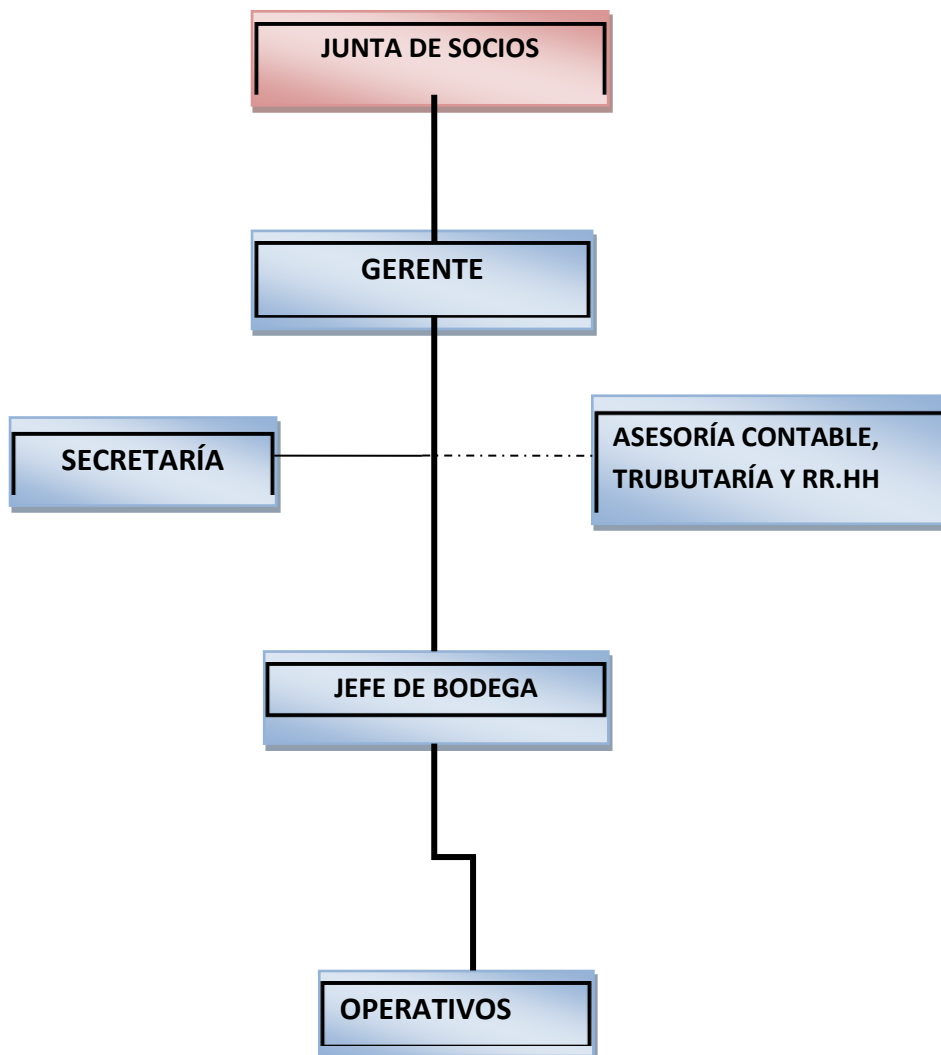 JUNTA DE SOCIOS
GERENTE
SECRETARÍA
ASESORÍA CONTABLE,
TRUBUTARÍA Y RR.HH
JEFE DE BODEGA
OPERATIVOS